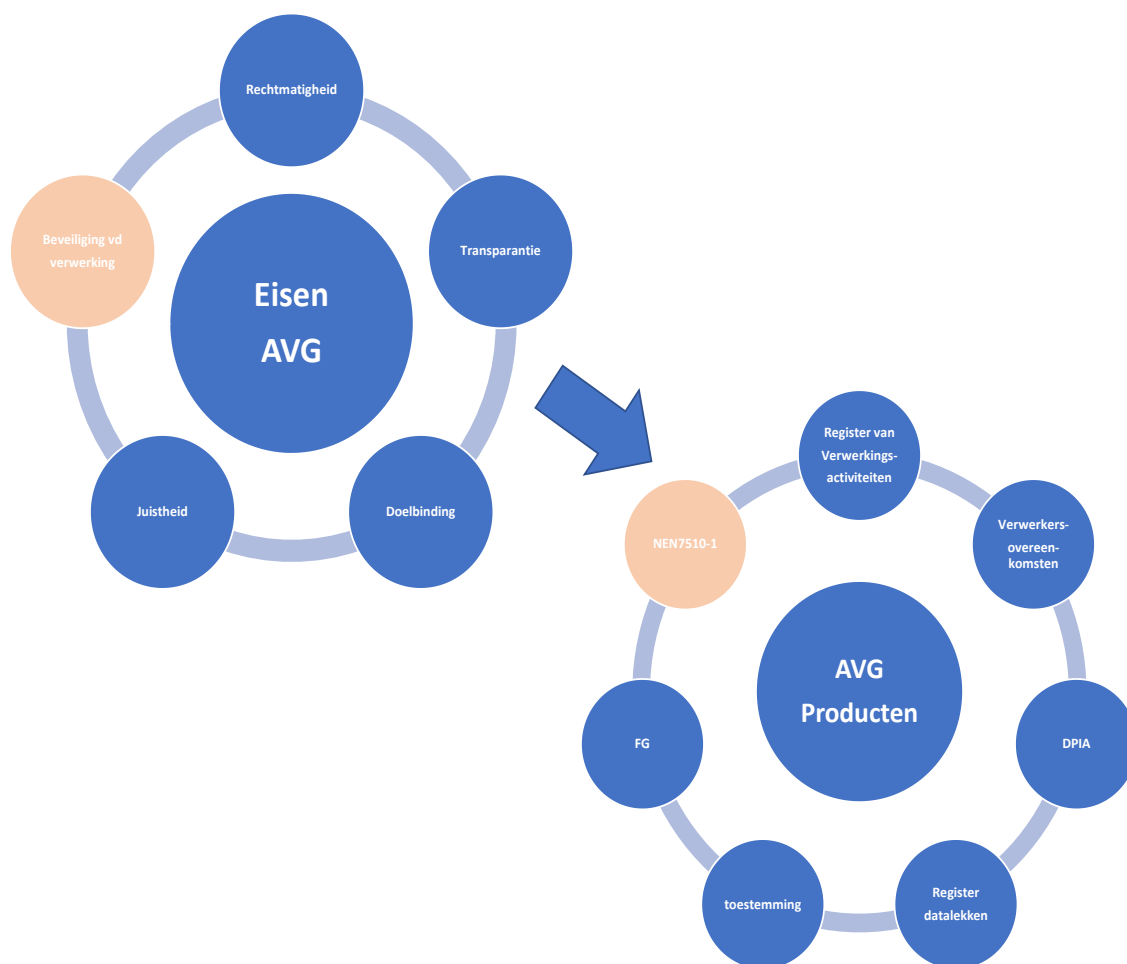 Rechtmatigheid
Transparantie
Doelbinding
Juistheid
Beveiliging vd
verwerking
Eisen
AVG
Register van
Verwerkings-
activiteiten
Verwerkers-
overeen-
komsten
DPIA
Register
datalekken
toestemming
FG
NEN7510-1
AVG
Producten